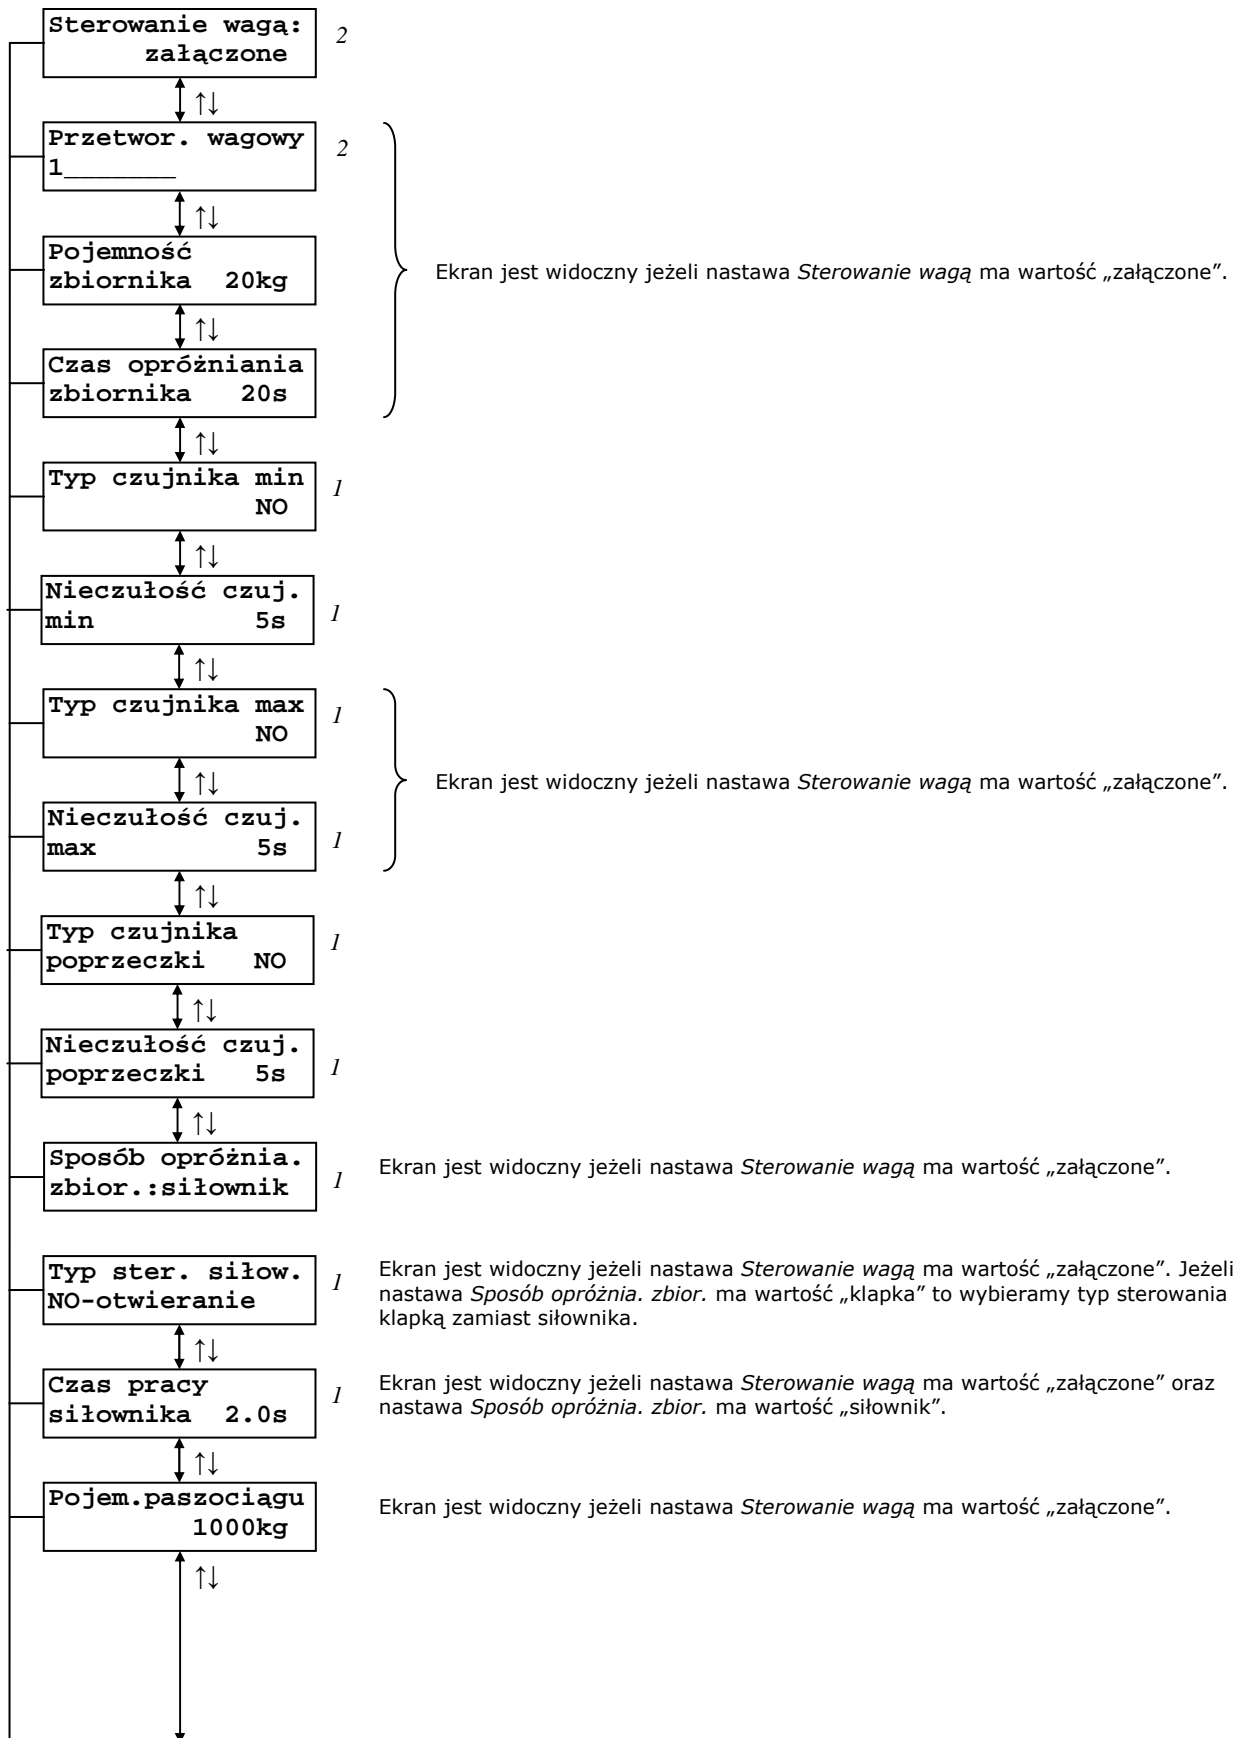 Sterowanie wagą:
załączone
2
↑↓
Przetwor. wagowy
1_______
2
↑↓
Pojemność
zbiornika 20kg
Ekran jest widoczny jeżeli nastawa Sterowanie wagą ma wartość „załączone”.
↑↓
Czas opróżniania
zbiornika 20s
↑↓
Typ czujnika min
NO
1
↑↓
Nieczułość czuj.
min 5s
1
↑↓
Typ czujnika max
NO
1
↑↓
Ekran jest widoczny jeżeli nastawa Sterowanie wagą ma wartość „załączone”.
Nieczułość czuj.
max 5s
1
↑↓
Typ czujnika
poprzeczki NO
1
↑↓
Nieczułość czuj.
poprzeczki 5s
1
↑↓
Sposób opróżnia.
zbior.:siłownik
1
Ekran jest widoczny jeżeli nastawa Sterowanie wagą ma wartość „załączone”.
Typ ster. siłow.
NO-otwieranie
1
Ekran jest widoczny jeżeli nastawa Sterowanie wagą ma wartość „załączone”. Jeżeli
nastawa Sposób opróżnia. zbior. ma wartość „klapka” to wybieramy typ sterowania
klapką zamiast siłownika.
↑↓
Czas pracy
siłownika 2.0s
1
Ekran jest widoczny jeżeli nastawa Sterowanie wagą ma wartość „załączone” oraz
nastawa Sposób opróżnia. zbior. ma wartość „siłownik”.
↑↓
Pojem.paszociągu
1000kg
Ekran jest widoczny jeżeli nastawa Sterowanie wagą ma wartość „załączone”.
↑↓